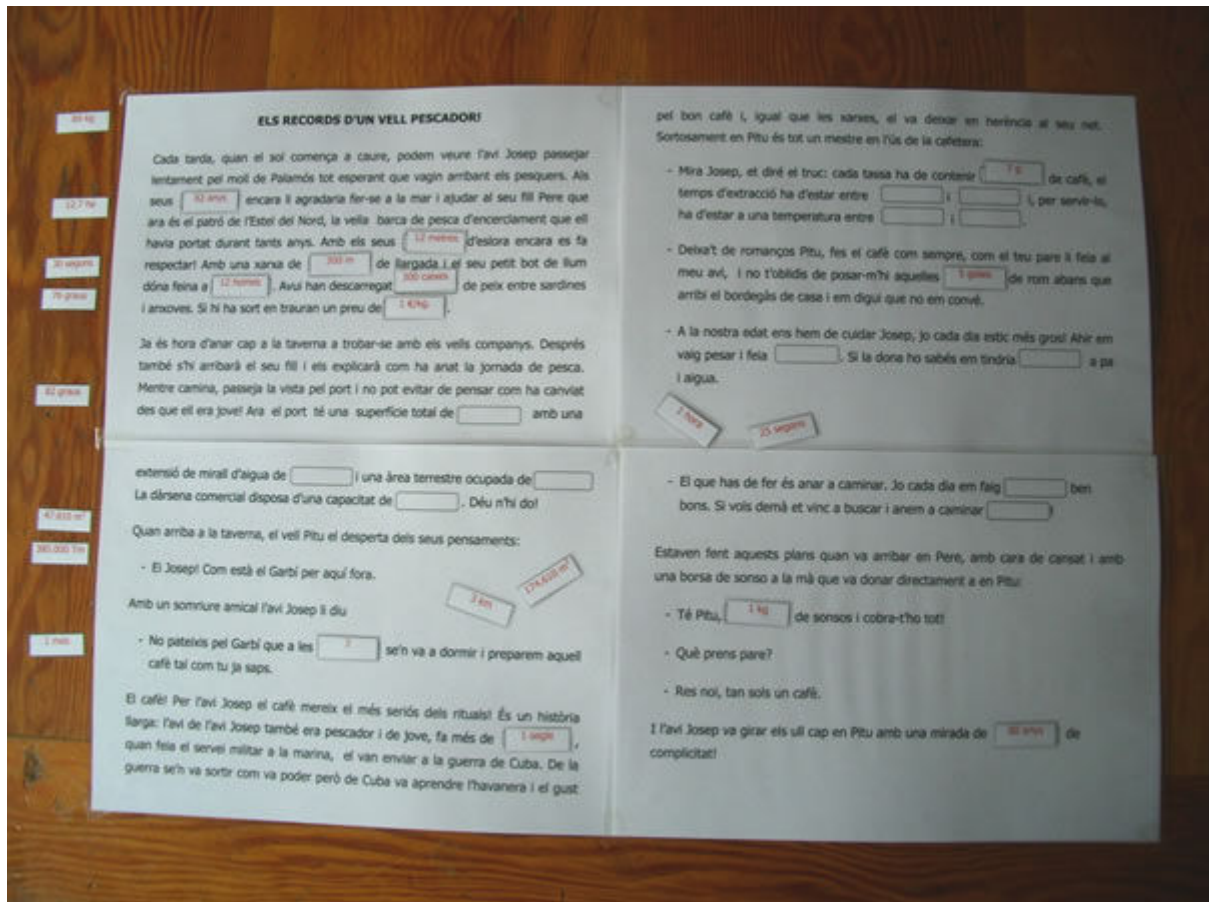 ELS RECORDS D'UN VELL PESCADOR!
Cada tarda, quan el sol comença a caure, podem veure l'avi Josep passejar
lentament pel moll de Palamós tot esperant que vagin arribant els pesquers. Als
seus 82 anys encara li agradaria fer-se a la mar i ajudar al seu fill Pere que
ara és el patró de l'Estel del Nord, la vella barca de pesca d'encerclament que ell
havia portat durant tants anys. Amb els seus 12 metres d'eslora encara es fa
respectar! Amb una xarxa de 300 m de llargada i el seu petit bot de llum
dóna feina a 12 homes. Avui han descarregat 300 caixes de peix entre sardines
i anxoves. Si hi ha sort en trauran un preu de 1 €/kg.
Ja és hora d'anar cap a la taverna a trobar-se amb els vells companys. Després
també s'hi arribarà el seu fill i els explicarà com ha anat la jornada de pesca.
Mentre camina, passeja la vista pel port i no pot evitar de pensar com ha canviat
des que ell era jove! Ara el port té una superfície total de amb una
extensió de mirall d'aigua de i una àrea terrestre ocupada de
La dàrsena comercial disposa d'una capacitat de . Déu n'hi do!
Quan arriba a la taverna, el vell Pitu el desperta dels seus pensaments:
- Ei Josep! Com està el Garbí per aquí fora.
Amb un somriure amical l'avi Josep li diu
- No pateixis pel Garbí que a les 7 se'n va a dormir i preparem aquell
cafè tal com tu ja saps.
El cafè! Per l'avi Josep el cafè mereix el més seriós dels rituals! És un història
llarga: l'avi de l'avi Josep també era pescador i de jove, fa més de 1 segle,
quan feia el servei militar a la marina, el van enviar a la guerra de Cuba. De la
guerra se'n va sortir com va poder però de Cuba va aprendre l'havanera i el gust
pel bon cafè i, igual que les xarxes, el va deixar en herència al seu net.
Sortosament en Pitu és tot un mestre en l'ús de la cafetera:
- Mira Josep, et diré el truc: cada tassa ha de contenir 7 g de cafè, el
temps d'extracció ha d'estar entre i i, per servir-lo,
ha d'estar a una temperatura entre i .
- Deixa't de romanços Pitu, fes el cafè com sempre, com el teu pare li feia al
meu avi, i no t'oblidis de posar-m'hi aquelles 5 gotes de rom abans que
arribi el bordegàs de casa i em digui que no em convé.
- A la nostra edat ens hem de cuidar Josep, jo cada dia estic més gros! Ahir em
vaig pesar i feia . Si la dona ho sabés em tindria a pa
i aigua.
- El que has de fer és anar a caminar. Jo cada dia em faig ben
bons. Si vols demà et vinc a buscar i anem a caminar !
Estaven fent aquests plans quan va arribar en Pere, amb cara de cansat i amb
una borsa de sonso a la mà que va donar directament a en Pitu:
- Té Pitu, 1 kg de sonsos i cobra-t'ho tot!
- Què prens pare?
- Res noi, tan sols un cafè.
I l'avi Josep va girar els ull cap en Pitu amb una mirada de anys de
complicitat!
89 kg
12,7 ha
30 segons
76 graus
82 graus
47.610 m²
380.000 Tm
1 mes
1 hora
25 segons
3 km
174.610 m²